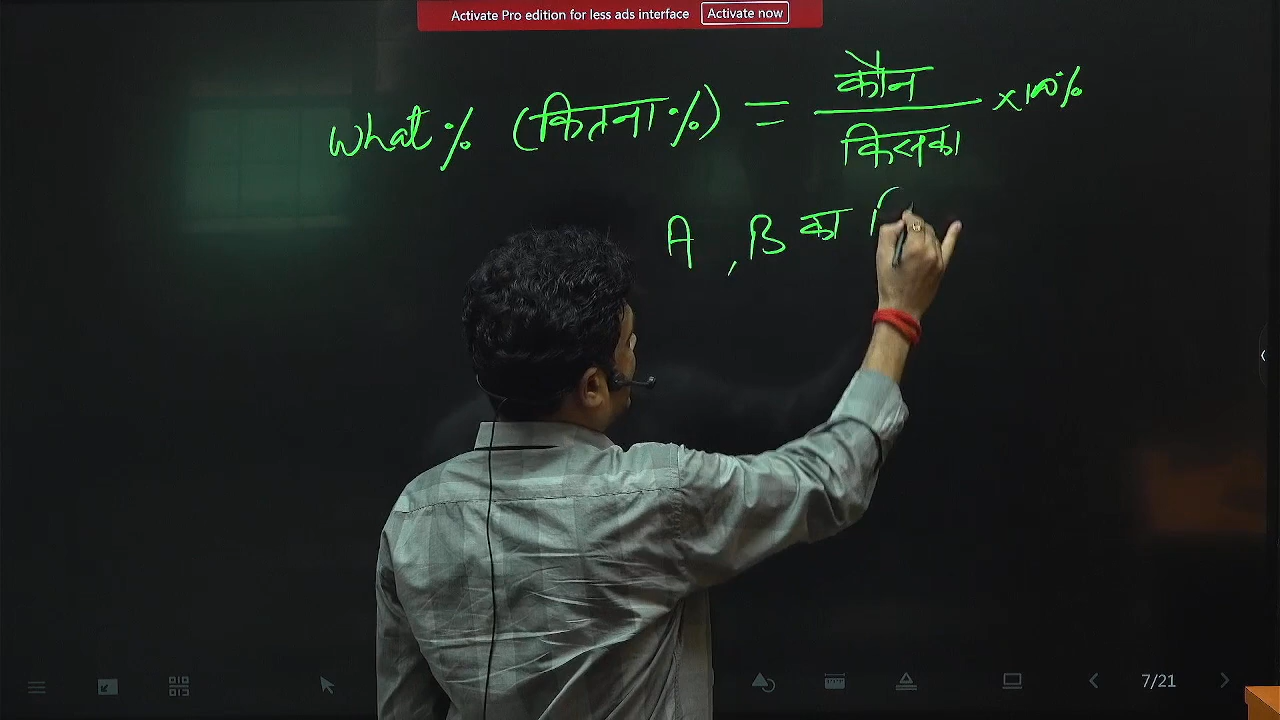 Activate Pro edition for less ads interface Activate now
What % (कितना %) = कौन / किसका × 100%
A , B का
7/21